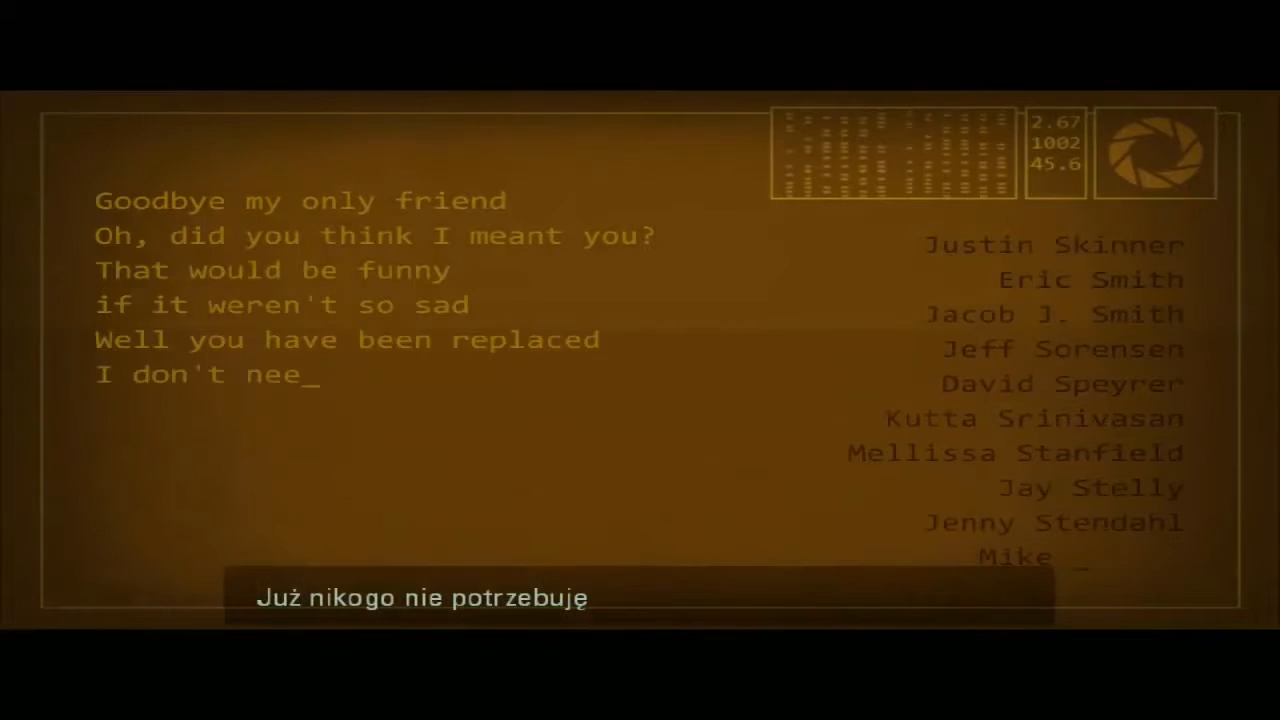 2.67
1002
45.6
Goodbye my only friend
Oh, did you think I meant you?
That would be funny
if it weren't so sad
Well you have been replaced
I don't nee_
Justin Skinner
Eric Smith
Jacob J. Smith
Jeff Sorensen
David Speyrer
Kutta Srinivasan
Mellissa Stanfield
Jay Stelly
Jenny Stendahl
Mike _
Już nikogo nie potrzebuję